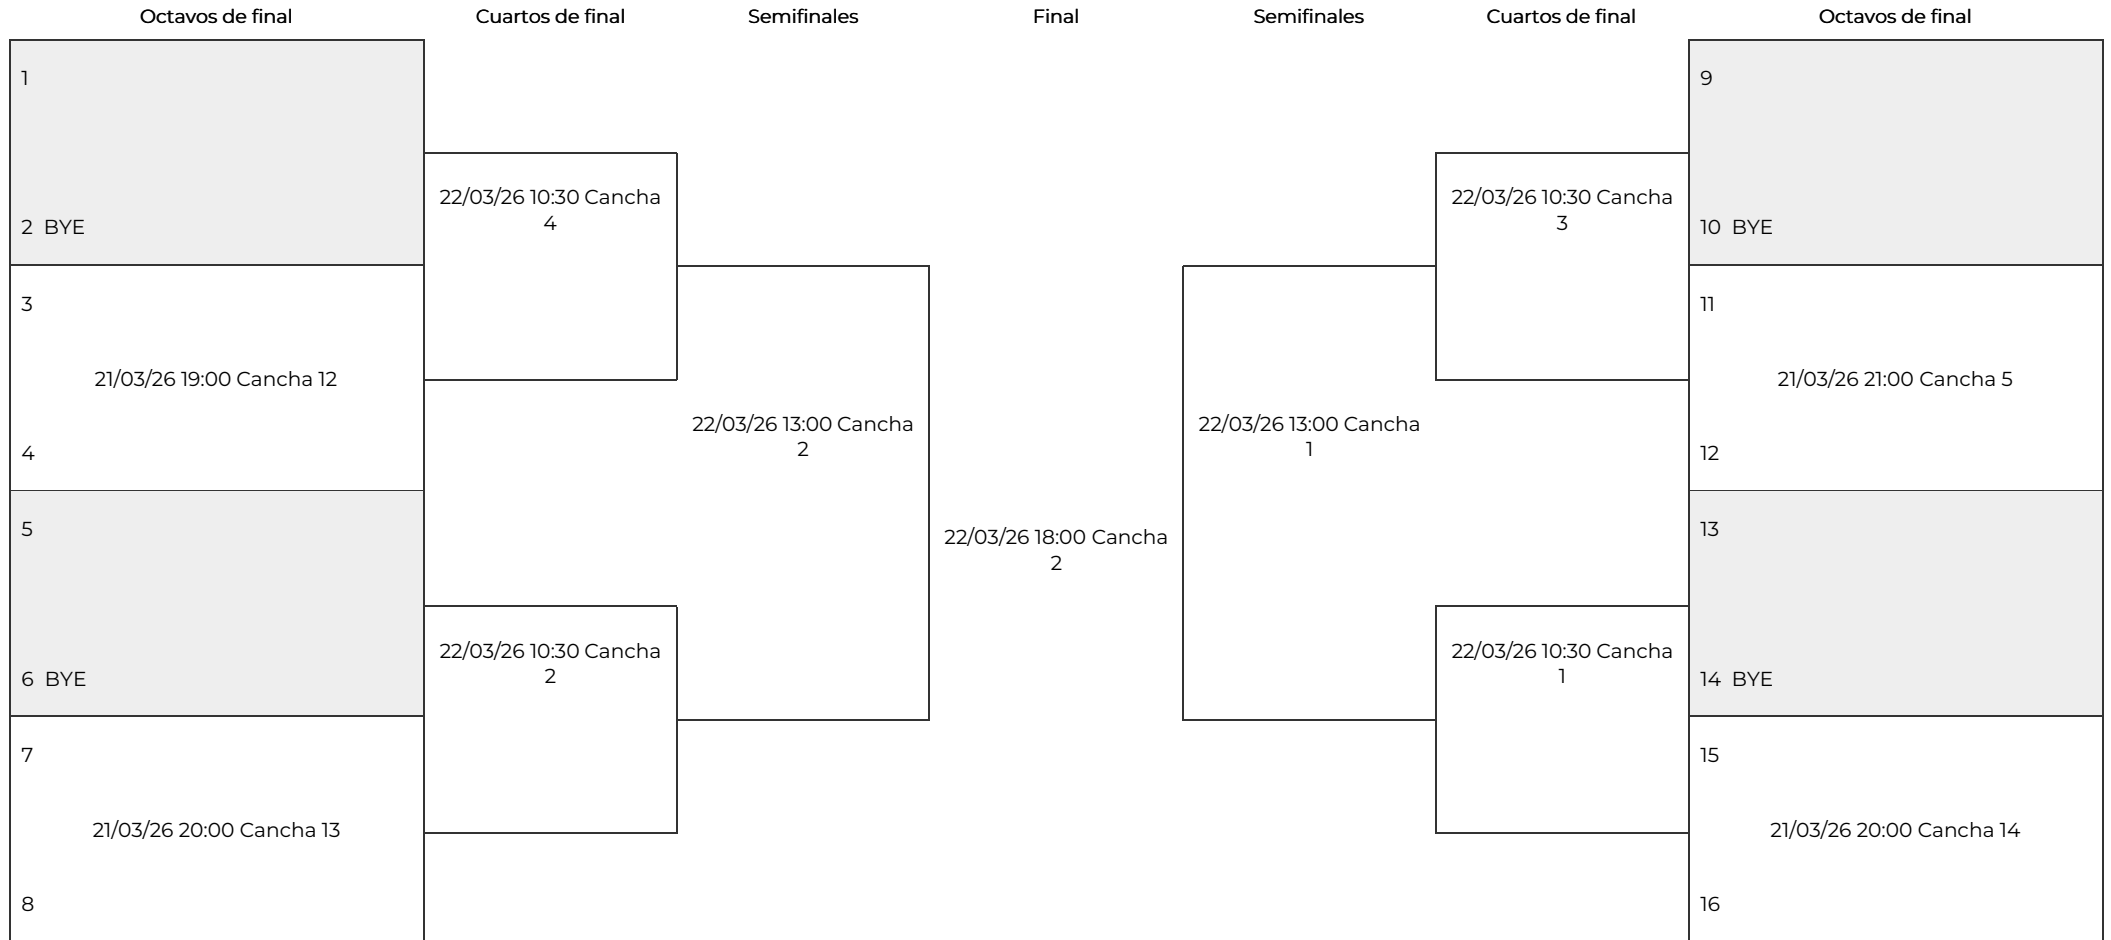 Octavos de final
Cuartos de final
Semifinales
Final
Semifinales
Cuartos de final
Octavos de final
1
2 BYE
3
21/03/26 19:00 Cancha 12
4
5
6 BYE
7
21/03/26 20:00 Cancha 13
8
22/03/26 10:30 Cancha
4
22/03/26 10:30 Cancha
2
22/03/26 13:00 Cancha
2
22/03/26 18:00 Cancha
2
22/03/26 13:00 Cancha
1
22/03/26 10:30 Cancha
3
22/03/26 10:30 Cancha
1
9
10 BYE
11
21/03/26 21:00 Cancha 5
12
13
14 BYE
15
21/03/26 20:00 Cancha 14
16